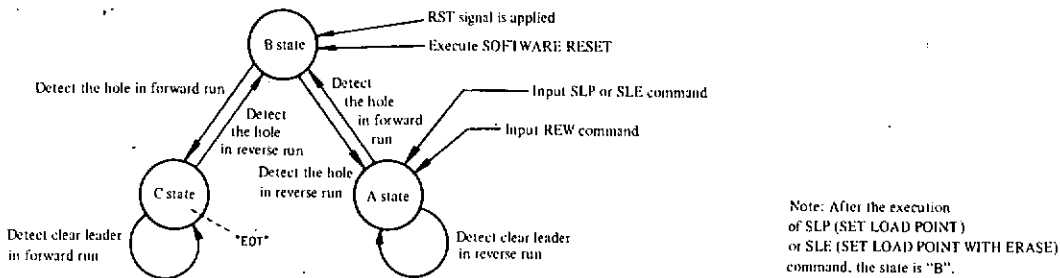 RST signal is applied
B state
Execute SOFTWARE RESET
Detect the hole in forward run
Detect
the hole
in forward
run
Input SLP or SLE command
Detect
the hole
in reverse run
Input REW command
Detect the hole
in reverse run
C state
A state
"EOT"
Detect clear leader
in forward run
Detect clear leader
in reverse run
Note: After the execution
of SLP (SET LOAD POINT)
or SLE (SET LOAD POINT WITH ERASE)
command, the state is "B".